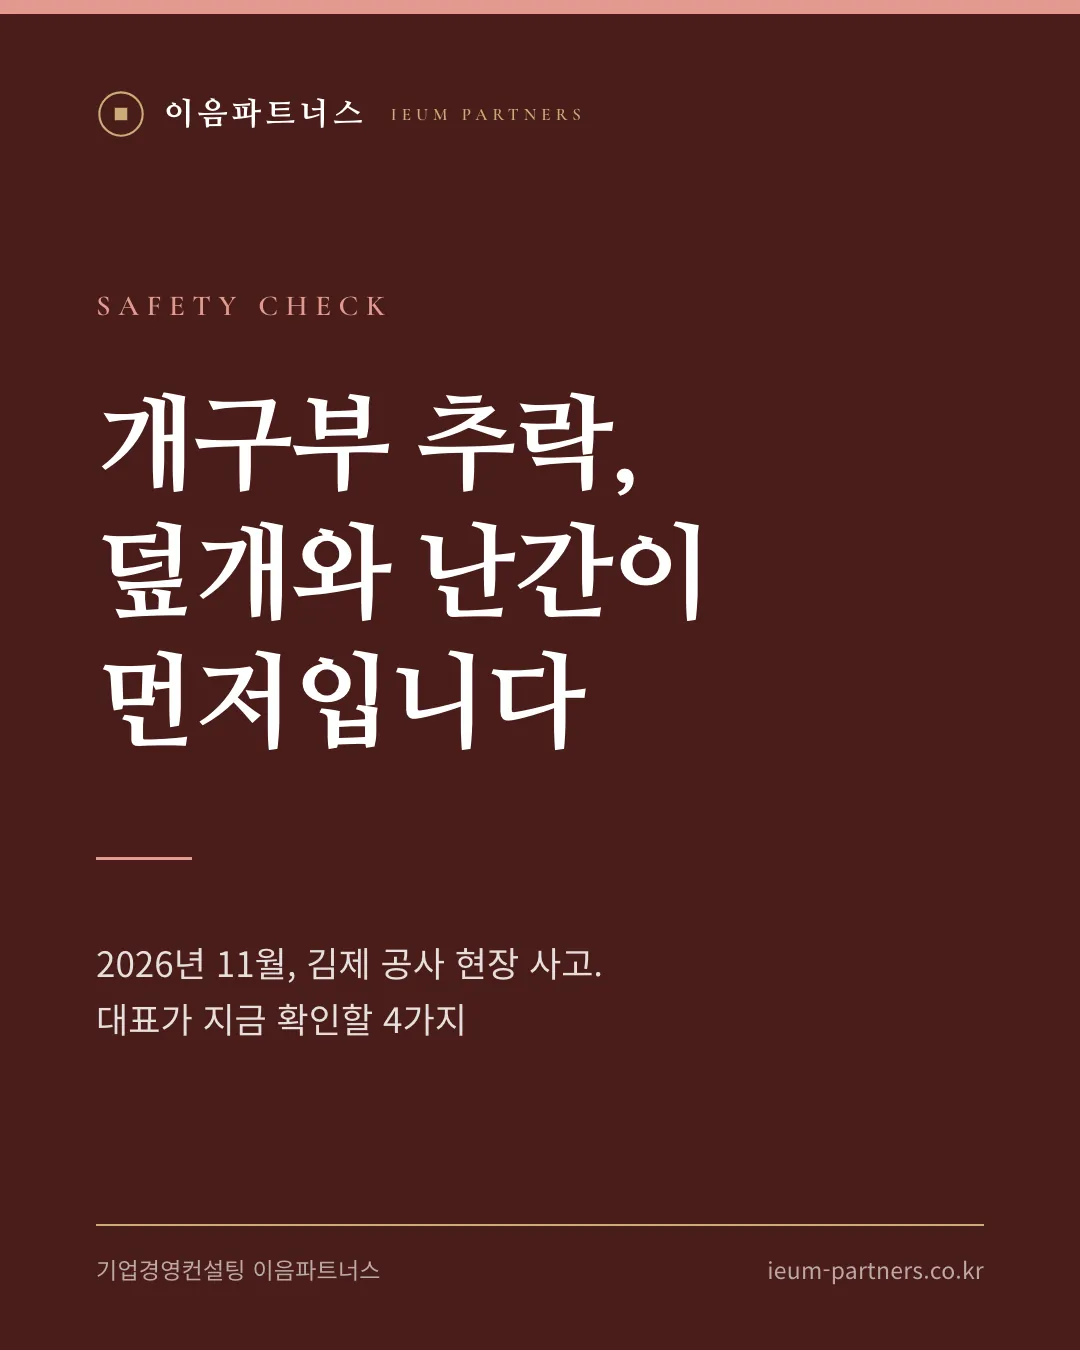 이음파트너스 IEUM PARTNERS
SAFETY CHECK
개구부 추락,
덮개와 난간이
먼저입니다
2026년 11월, 김제 공사 현장 사고.
대표가 지금 확인할 4가지
기업경영컨설팅 이음파트너스 ieum-partners.co.kr